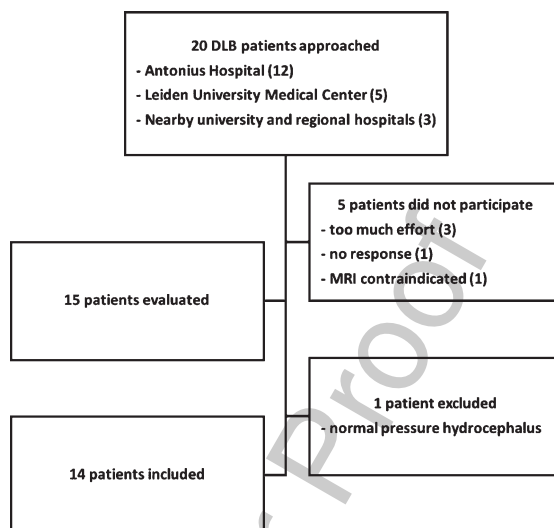 20 DLB patients approached
- Antonius Hospital (12)
- Leiden University Medical Center (5)
- Nearby university and regional hospitals (3)
5 patients did not participate
- too much effort (3)
- no response (1)
- MRI contraindicated (1)
15 patients evaluated
1 patient excluded
- normal pressure hydrocephalus
14 patients included
Proof